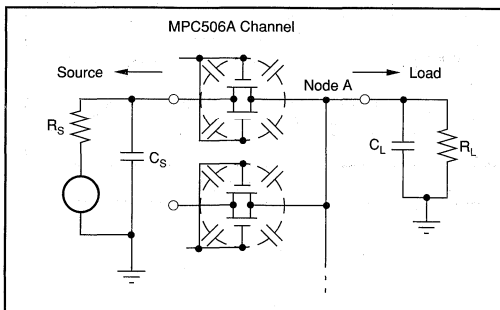 MPC506A Channel
Source
Node A
Load
RS
CS
CL
RL